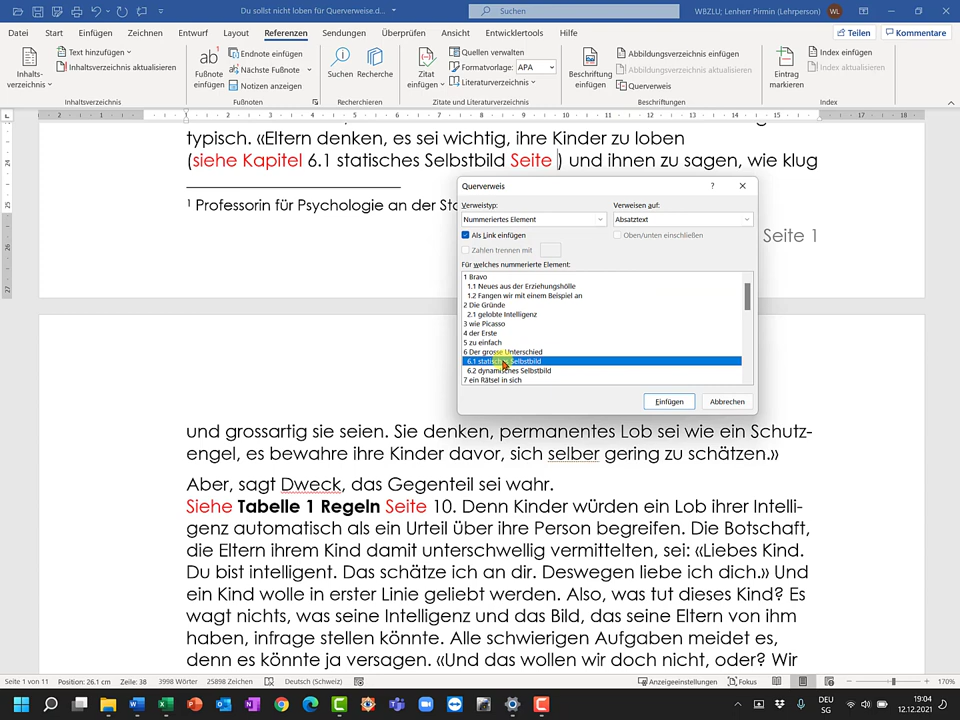 Du sollst nicht loben für Querverweise.d...
Suchen
WBZLU; Lenherr Pirmin (Lehrperson)
WL
Datei Start Einfügen Zeichnen Entwurf Layout Referenzen Sendungen Überprüfen Ansicht Entwicklertools Hilfe
Teilen Kommentare
Inhalts-
verzeichnis
Text hinzufügen
Inhaltsverzeichnis aktualisieren
Inhaltsverzeichnis
ab
Fußnote
einfügen
Endnote einfügen
Nächste Fußnote
Notizen anzeigen
Fußnoten
Suchen Recherche
Recherchieren
Zitat
einfügen
Quellen verwalten
Formatvorlage: APA
Literaturverzeichnis
Zitate und Literaturverzeichnis
Beschriftung
einfügen
Abbildungsverzeichnis einfügen
Abbildungsverzeichnis aktualisieren
Querverweis
Beschriftungen
Eintrag
markieren
Index einfügen
Index aktualisieren
Index
typisch. «Eltern denken, es sei wichtig, ihre Kinder zu loben
(siehe Kapitel 6.1 statisches Selbstbild Seite ) und ihnen zu sagen, wie klug
1 Professorin für Psychologie an der Sta
Seite 1
Querverweis
Verweistyp:
Verweisen auf:
Nummeriertes Element
Absatztext
Als Link einfügen
Oben/unten einschließen
Zahlen trennen mit
Für welches nummerierte Element:
1 Bravo
1.1 Neues aus der Erziehungshölle
1.2 Fangen wir mit einem Beispiel an
2 Die Gründe
2.1 gelobte Intelligenz
3 wie Picasso
4 der Erste
5 zu einfach
6 Der grosse Unterschied
6.1 statisches Selbstbild
6.2 dynamisches Selbstbild
7 ein Rätsel in sich
Einfügen
Abbrechen
und grossartig sie seien. Sie denken, permanentes Lob sei wie ein Schutz-
engel, es bewahre ihre Kinder davor, sich selber gering zu schätzen.»
Aber, sagt Dweck, das Gegenteil sei wahr.
Siehe Tabelle 1 Regeln Seite 10. Denn Kinder würden ein Lob ihrer Intelli-
genz automatisch als ein Urteil über ihre Person begreifen. Die Botschaft,
die Eltern ihrem Kind damit unterschwellig vermittelten, sei: «Liebes Kind.
Du bist intelligent. Das schätze ich an dir. Deswegen liebe ich dich.» Und
ein Kind wolle in erster Linie geliebt werden. Also, was tut dieses Kind? Es
wagt nichts, was seine Intelligenz und das Bild, das seine Eltern von ihm
haben, infrage stellen könnte. Alle schwierigen Aufgaben meidet es,
denn es könnte ja versagen. «Und das wollen wir doch nicht, oder? Wir
Seite 1 von 11 Position: 26.1 cm Zeile: 38 3998 Wörter 25898 Zeichen Deutsch (Schweiz) Anzeigeeinstellungen Fokus 170%
DEU
SG
19:04
12.12.2021